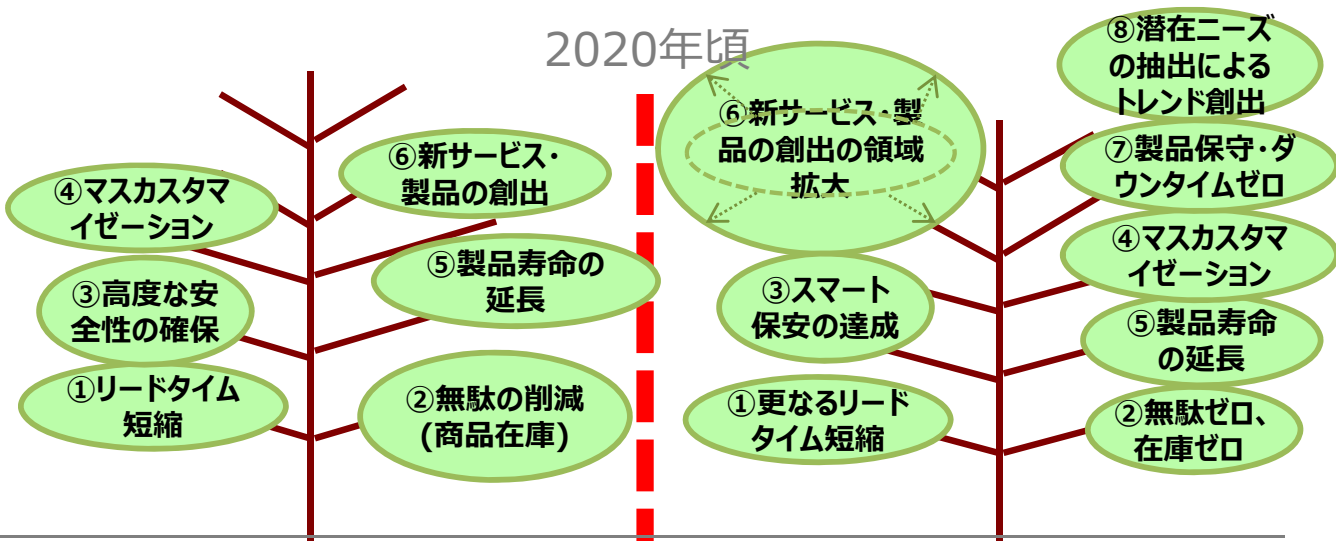 2020年頃
⑥新サービス・
製品の創出
④マスカスタマ
イゼーション
⑤製品寿命の
延長
③高度な安
全性の確保
①リードタイム
短縮
②無駄の削減
(商品在庫)
⑧潜在ニーズ
の抽出による
トレンド創出
⑥新サービス・製
品の創出の領域
拡大
⑦製品保守・ダ
ウンタイムゼロ
④マスカスタマ
イゼーション
③スマート
保安の達成
⑤製品寿命
の延長
①更なるリード
タイム短縮
②無駄ゼロ、
在庫ゼロ